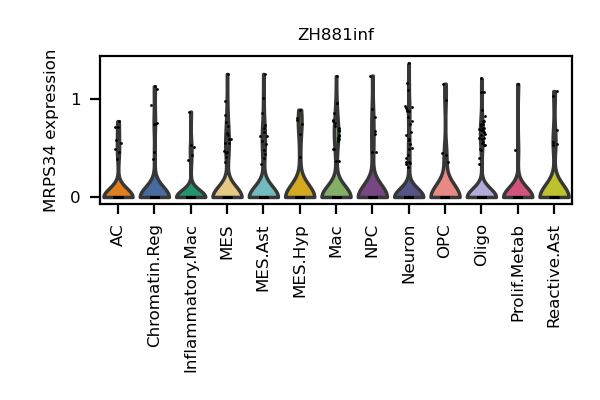 ZH881inf
MRPS34 expression
1
0
AC
Chromatin.Reg
Inflammatory.Mac
MES
MES.Ast
MES.Hyp
Mac
NPC
Neuron
OPC
Oligo
Prolif.Metab
Reactive.Ast